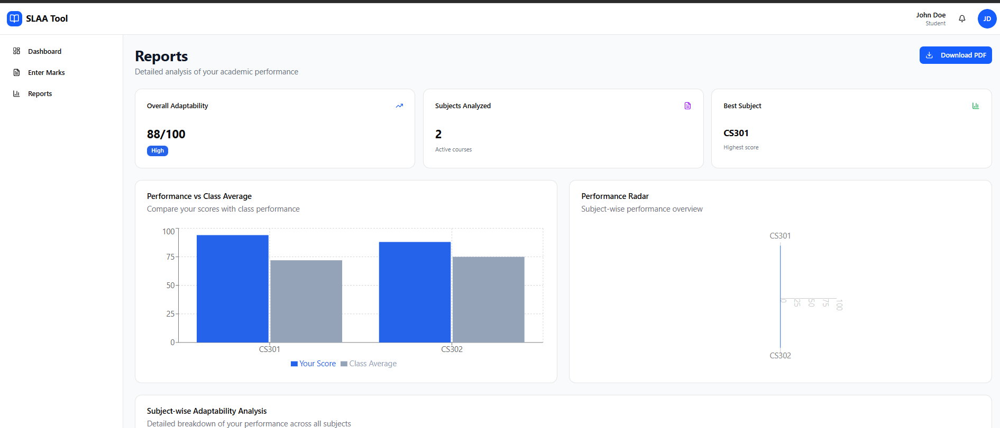 SLAA Tool
John Doe
Student
JD
Dashboard
Enter Marks
Reports
Reports
Detailed analysis of your academic performance
Download PDF
Overall Adaptability
88/100
High
Subjects Analyzed
2
Active courses
Best Subject
CS301
Highest score
Performance vs Class Average
Compare your scores with class performance
100
75
50
25
0
CS301
CS302
Your Score
Class Average
Performance Radar
Subject-wise performance overview
CS301
0
25
50
75
100
CS302
Subject-wise Adaptability Analysis
Detailed breakdown of your performance across all subjects